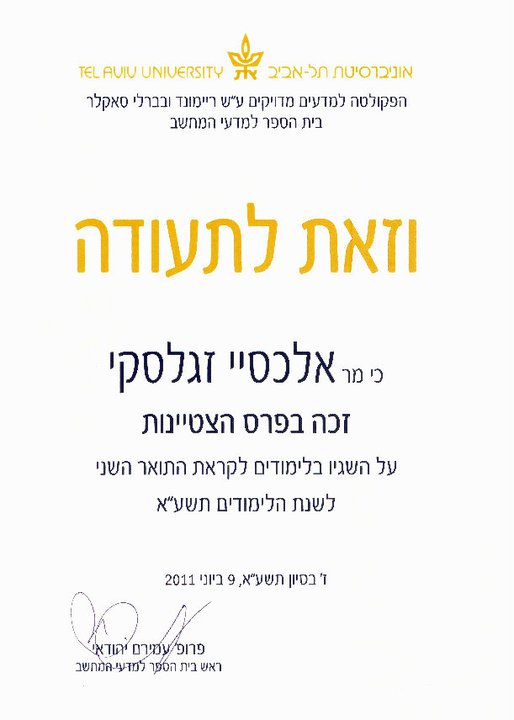 TEL AVIV UNIVERSITY אוניברסיטת תל-אביב
הפקולטה למדעים מדויקים ע״ש ריימונד ובברלי סאקלר
בית הספר למדעי המחשב
וזאת לתעודה
כי מר אלכסיי זגלסקי
זכה בפרס הצטיינות
על השגיו בלימודים לקראת התואר השני
לשנת הלימודים תשע״א
ז' בסיון תשע״א, 9 ביוני 2011
פרופ' עמירם יהודאי
ראש בית הספר למדעי המחשב